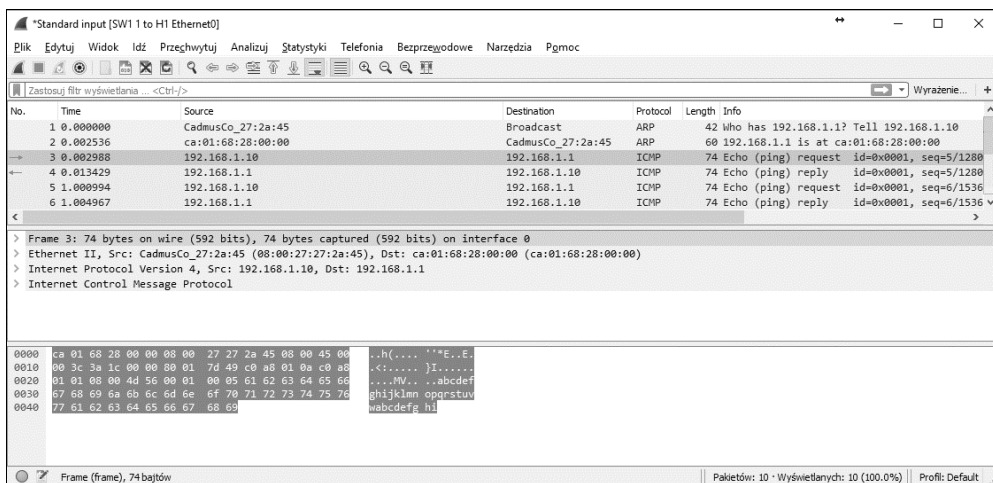 *Standard input [SW1 1 to H1 Ethernet0]
Plik Edytuj Widok Idź Przechwytuj Analizuj Statystyki Telefonia Bezprzewodowe Narzędzia Pomoc
Zastosuj filtr wyświetlania ... <Ctrl-/> Wyrażenie... +
No. Time Source Destination Protocol Length Info
1 0.000000 CadmusCo_27:2a:45 Broadcast ARP 42 Who has 192.168.1.1? Tell 192.168.1.10
2 0.002536 ca:01:68:28:00:00 CadmusCo_27:2a:45 ARP 60 192.168.1.1 is at ca:01:68:28:00:00
3 0.002988 192.168.1.10 192.168.1.1 ICMP 74 Echo (ping) request id=0x0001, seq=5/1280
4 0.013429 192.168.1.1 192.168.1.10 ICMP 74 Echo (ping) reply id=0x0001, seq=5/1280
5 1.000994 192.168.1.10 192.168.1.1 ICMP 74 Echo (ping) request id=0x0001, seq=6/1536
6 1.004967 192.168.1.1 192.168.1.10 ICMP 74 Echo (ping) reply id=0x0001, seq=6/1536
> Frame 3: 74 bytes on wire (592 bits), 74 bytes captured (592 bits) on interface 0
> Ethernet II, Src: CadmusCo_27:2a:45 (08:00:27:27:2a:45), Dst: ca:01:68:28:00:00 (ca:01:68:28:00:00)
> Internet Protocol Version 4, Src: 192.168.1.10, Dst: 192.168.1.1
> Internet Control Message Protocol
0000 ca 01 68 28 00 00 08 00 27 27 2a 45 08 00 45 00 ..h(.... ''*E..E.
0010 00 3c 3a 1c 00 00 80 01 7d 49 c0 a8 01 0a c0 a8 .<:..... }I......
0020 01 01 08 00 4d 56 00 01 00 05 61 62 63 64 65 66 ....MV.. ..abcdef
0030 67 68 69 6a 6b 6c 6d 6e 6f 70 71 72 73 74 75 76 ghijklmn opqrstuv
0040 77 61 62 63 64 65 66 67 68 69 wabcdefg hi
Frame (frame), 74 bajtów Pakietów: 10 · Wyświetlanych: 10 (100.0%) Profil: Default